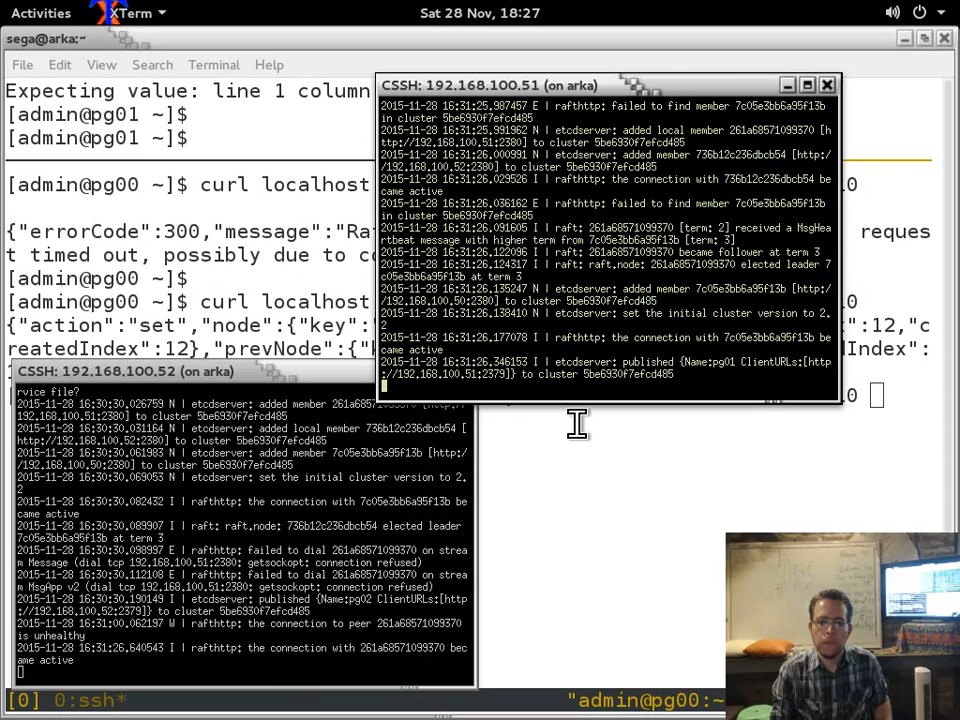 Activities
XTerm
Sat 28 Nov, 18:27
sega@arka:~
File Edit View Search Terminal Help
Expecting value: line 1 column
[admin@pg01 ~]$
[admin@pg01 ~]$
[admin@pg00 ~]$ curl localhost
0
{"errorCode":300,"message":"Ra
reques
t timed out, possibly due to c
[admin@pg00 ~]$
[admin@pg00 ~]$ curl localhost
0
{"action":"set","node":{"key":
":12,"c
reatedIndex":12},"prevNode":{"
dIndex":
0
CSSH: 192.168.100.51 (on arka)
2015-11-28 16:31:25.987457 E | rafthttp: failed to find member 7c05e3bb6a95f13b
in cluster 5be6930f7efcd485
2015-11-28 16:31:25.991962 N | etcdserver: added local member 261a68571099370 [h
ttp://192.168.100.51:2380] to cluster 5be6930f7efcd485
2015-11-28 16:31:26.000991 N | etcdserver: added member 736b12c236dbcb54 [http:/
/192.168.100.52:2380] to cluster 5be6930f7efcd485
2015-11-28 16:31:26.029526 I | rafthttp: the connection with 736b12c236dbcb54 be
came active
2015-11-28 16:31:26.036162 E | rafthttp: failed to find member 7c05e3bb6a95f13b
in cluster 5be6930f7efcd485
2015-11-28 16:31:26.091605 I | raft: 261a68571099370 [term: 2] received a MsgHea
rtbeat message with higher term from 7c05e3bb6a95f13b [term: 3]
2015-11-28 16:31:26.122096 I | raft: 261a68571099370 became follower at term 3
2015-11-28 16:31:26.124317 I | raft: raft.node: 261a68571099370 elected leader 7
c05e3bb6a95f13b at term 3
2015-11-28 16:31:26.135247 N | etcdserver: added member 7c05e3bb6a95f13b [http:/
/192.168.100.50:2380] to cluster 5be6930f7efcd485
2015-11-28 16:31:26.138410 N | etcdserver: set the initial cluster version to 2.
2
2015-11-28 16:31:26.177078 I | rafthttp: the connection with 7c05e3bb6a95f13b be
came active
2015-11-28 16:31:26.346153 I | etcdserver: published {Name:pg01 ClientURLs:[http
://192.168.100.51:2379]} to cluster 5be6930f7efcd485
CSSH: 192.168.100.52 (on arka)
rvice file?
2015-11-28 16:30:30.026759 N | etcdserver: added member 261a68571099370 [http://
192.168.100.51:2380] to cluster 5be6930f7efcd485
2015-11-28 16:30:30.031164 N | etcdserver: added local member 736b12c236dbcb54 [
http://192.168.100.52:2380] to cluster 5be6930f7efcd485
2015-11-28 16:30:30.061983 N | etcdserver: added member 7c05e3bb6a95f13b [http:/
/192.168.100.50:2380] to cluster 5be6930f7efcd485
2015-11-28 16:30:30.069053 N | etcdserver: set the initial cluster version to 2.
2
2015-11-28 16:30:30.082432 I | rafthttp: the connection with 7c05e3bb6a95f13b be
came active
2015-11-28 16:30:30.089907 I | raft: raft.node: 736b12c236dbcb54 elected leader
7c05e3bb6a95f13b at term 3
2015-11-28 16:30:30.098997 E | rafthttp: failed to dial 261a68571099370 on strea
m Message (dial tcp 192.168.100.51:2380: getsockopt: connection refused)
2015-11-28 16:30:30.112108 E | rafthttp: failed to dial 261a68571099370 on strea
m MsgApp v2 (dial tcp 192.168.100.51:2380: getsockopt: connection refused)
2015-11-28 16:30:30.190149 I | etcdserver: published {Name:pg02 ClientURLs:[http
://192.168.100.52:2379]} to cluster 5be6930f7efcd485
2015-11-28 16:31:00.062197 W | rafthttp: the connection to peer 261a68571099370
is unhealthy
2015-11-28 16:31:26.640543 I | rafthttp: the connection with 261a68571099370 bec
ame active
[0] 0:ssh*
"admin@pg00:~